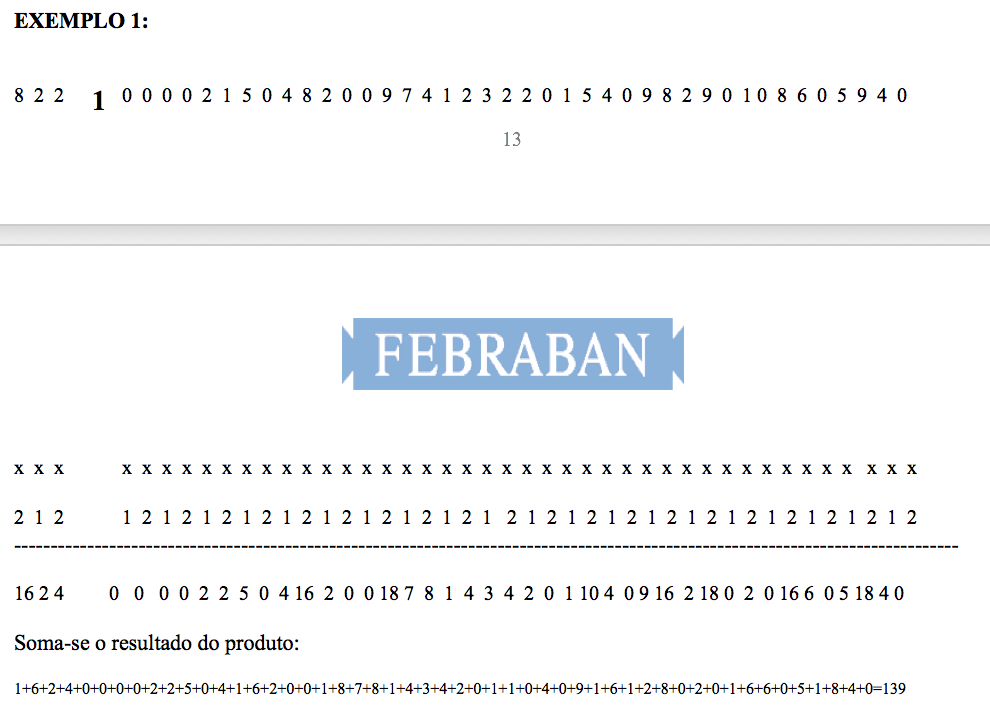 EXEMPLO 1:
8 2 2 1 0 0 0 0 2 1 5 0 4 8 2 0 0 9 7 4 1 2 3 2 2 0 1 5 4 0 9 8 2 9 0 1 0 8 6 0 5 9 4 0
13
FEBRABAN
x x x x x x x x x x x x x x x x x x x x x x x x x x x x x x x x x x x x x x x x x x x
2 1 2 1 2 1 2 1 2 1 2 1 2 1 2 1 2 1 2 1 2 1 2 1 2 1 2 1 2 1 2 1 2 1 2 1 2 1 2 1 2 1 2
16 2 4 0 0 0 0 2 2 5 0 4 16 2 0 0 18 7 8 1 4 3 4 2 0 1 10 4 0 9 16 2 18 0 2 0 16 6 0 5 18 4 0
Soma-se o resultado do produto:
1+6+2+4+0+0+0+0+2+2+5+0+4+1+6+2+0+0+1+8+7+8+1+4+3+4+2+0+1+1+0+4+0+9+1+6+1+2+8+0+2+0+1+6+6+0+5+1+8+4+0=139